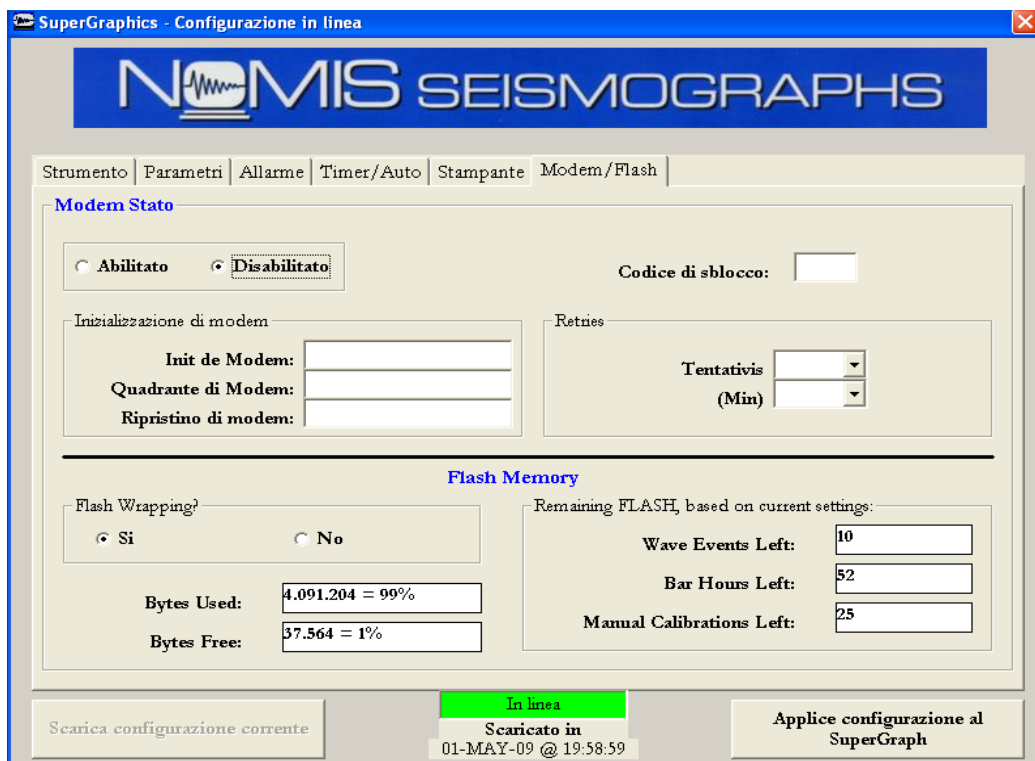 SuperGraphics - Configurazione in linea
NOMIS SEISMOGRAPHS
Strumento Parametri Allarme Timer/Auto Stampante Modem/Flash
Modem Stato
Abilitato Disabilitato
Codice di sblocco:
Inizializzazione di modem
Init de Modem:
Quadrante di Modem:
Ripristino di modem:
Retries
Tentativis
(Min)
Flash Memory
Flash Wrapping?
Si No
Bytes Used: 4.091.204 = 99%
Bytes Free: 37.564 = 1%
Remaining FLASH, based on current settings:
Wave Events Left: 10
Bar Hours Left: 52
Manual Calibrations Left: 25
Scarica configurazione corrente
In linea
Scaricato in
01-MAY-09 @ 19:58:59
Applice configurazione al
SuperGraph